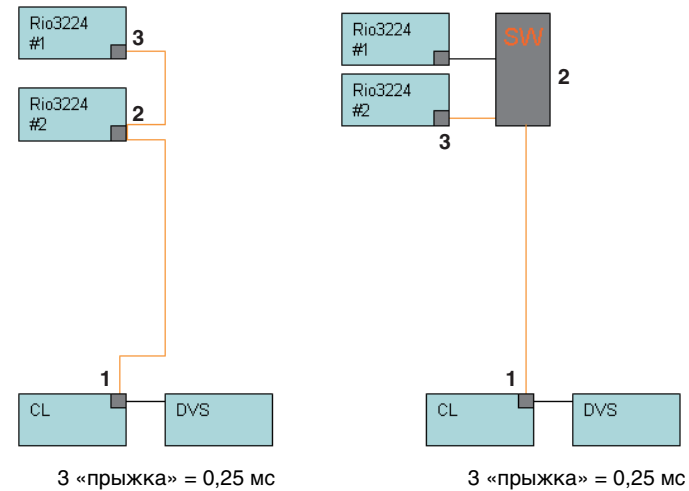 Rio3224
#1
3
Rio3224
#2
2
1
CL
DVS
3 «прыжка» = 0,25 мс
Rio3224
#1
SW
2
Rio3224
#2
3
1
CL
DVS
3 «прыжка» = 0,25 мс